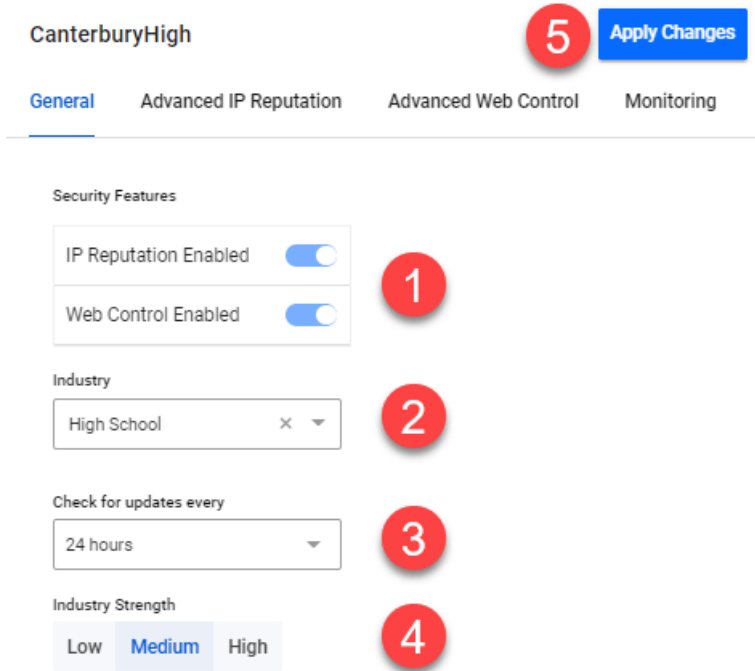 CanterburyHigh
5
Apply Changes
General Advanced IP Reputation Advanced Web Control Monitoring
Security Features
IP Reputation Enabled
1
Web Control Enabled
Industry
High School
2
Check for updates every
24 hours
3
Industry Strength
Low Medium High
4